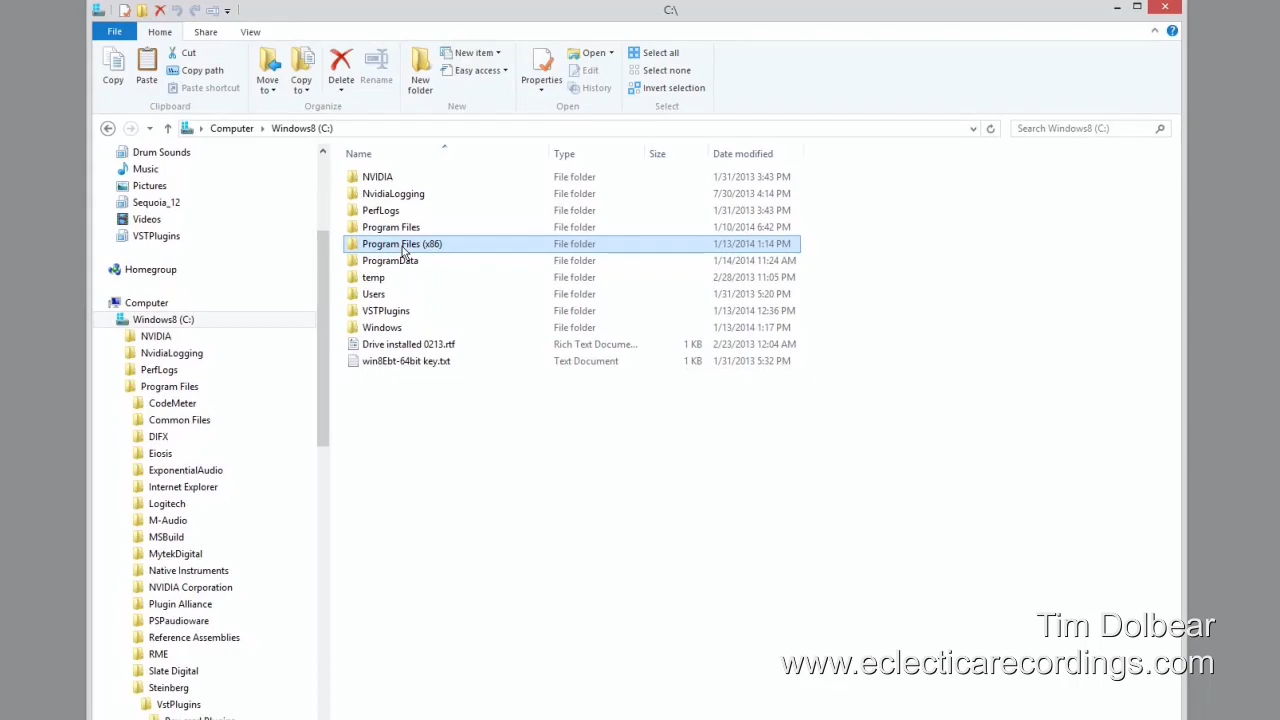 C:\
File
Home
Share
View
Copy
Paste
Cut
Copy path
Paste shortcut
Clipboard
Move to
Copy to
Delete
Rename
Organize
New folder
New item
Easy access
New
Properties
Open
Edit
History
Open
Select all
Select none
Invert selection
Select
Computer
Windows8 (C:)
Search Windows8 (C:)
Drum Sounds
Music
Pictures
Sequoia_12
Videos
VSTPlugins
Homegroup
Computer
Windows8 (C:)
NVIDIA
NvidiaLogging
PerfLogs
Program Files
CodeMeter
Common Files
DIFX
Eiosis
ExponentialAudio
Internet Explorer
Logitech
M-Audio
MSBuild
MytekDigital
Native Instruments
NVIDIA Corporation
Plugin Alliance
PSPaudioware
Reference Assemblies
RME
Slate Digital
Steinberg
VstPlugins
Name Type Size Date modified
NVIDIA File folder 1/31/2013 3:43 PM
NvidiaLogging File folder 7/30/2013 4:14 PM
PerfLogs File folder 1/31/2013 3:43 PM
Program Files File folder 1/10/2014 6:42 PM
Program Files (x86) File folder 1/13/2014 1:14 PM
ProgramData File folder 1/14/2014 11:24 AM
temp File folder 2/28/2013 11:05 PM
Users File folder 1/31/2013 5:20 PM
VSTPlugins File folder 1/13/2014 12:36 PM
Windows File folder 1/13/2014 1:17 PM
Drive installed 0213.rtf Rich Text Docume... 1 KB 2/23/2013 12:04 AM
win8Ebt-64bit key.txt Text Document 1 KB 1/31/2013 5:32 PM
Tim Dolbear
www.eclecticarecordings.com